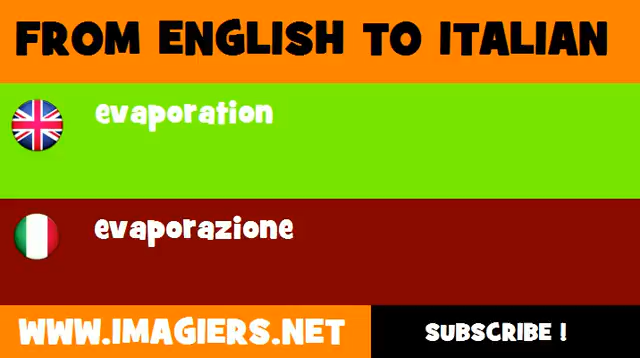 FROM ENGLISH TO ITALIAN
evaporation
evaporazione
WWW.IMAGIERS.NET
SUBSCRIBE !